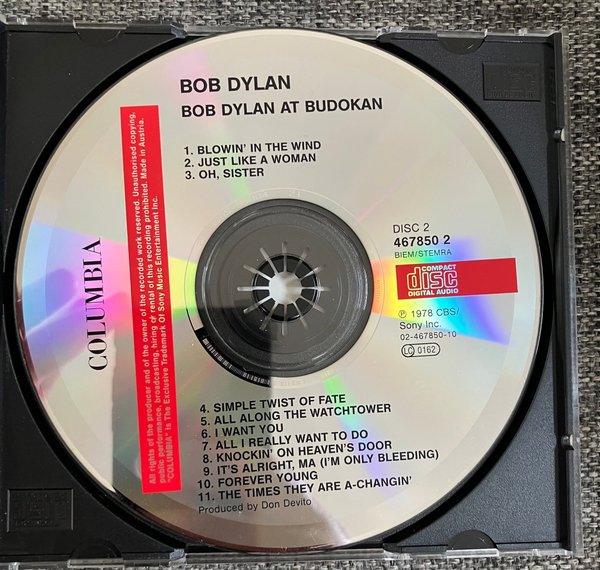 BOB DYLAN
BOB DYLAN AT BUDOKAN
1. BLOWIN' IN THE WIND
2. JUST LIKE A WOMAN
3. OH, SISTER
DISC 2
467850 2
BIEM/STEMRA
COMPACT
disc
DIGITAL AUDIO
℗ 1978 CBS/
Sony Inc.
02-467850-10
LC 0162
COLUMBIA
All rights of the producer and of the owner of the recorded work reserved. Unauthorised copying,
public performance, broadcasting, hiring or rental of this recording prohibited. Made in Austria.
"COLUMBIA" is The Exclusive Trademark Of Sony Music Entertainment Inc.
4. SIMPLE TWIST OF FATE
5. ALL ALONG THE WATCHTOWER
6. I WANT YOU
7. ALL I REALLY WANT TO DO
8. KNOCKIN' ON HEAVEN'S DOOR
9. IT'S ALRIGHT, MA (I'M ONLY BLEEDING)
10. FOREVER YOUNG
11. THE TIMES THEY ARE A-CHANGIN'
Produced by Don Devito